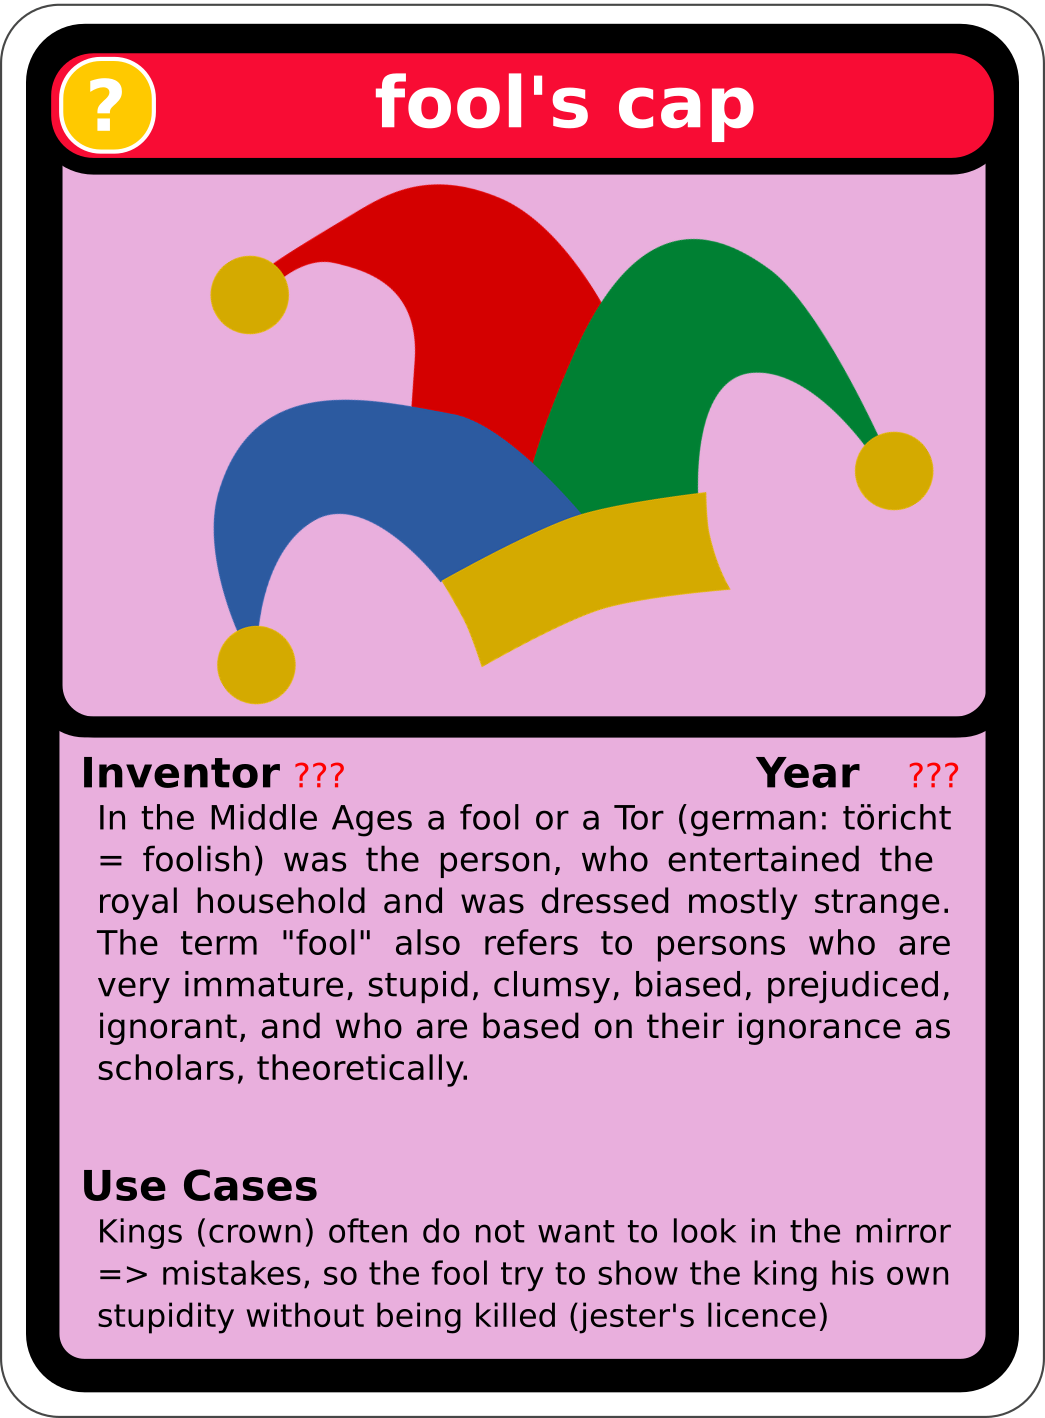 ?
fool's cap
Inventor ???
Year ???
In the Middle Ages a fool or a Tor (german: töricht
= foolish) was the person, who entertained the
royal household and was dressed mostly strange.
The term "fool" also refers to persons who are
very immature, stupid, clumsy, biased, prejudiced,
ignorant, and who are based on their ignorance as
scholars, theoretically.
Use Cases
Kings (crown) often do not want to look in the mirror
=> mistakes, so the fool try to show the king his own
stupidity without being killed (jester's licence)